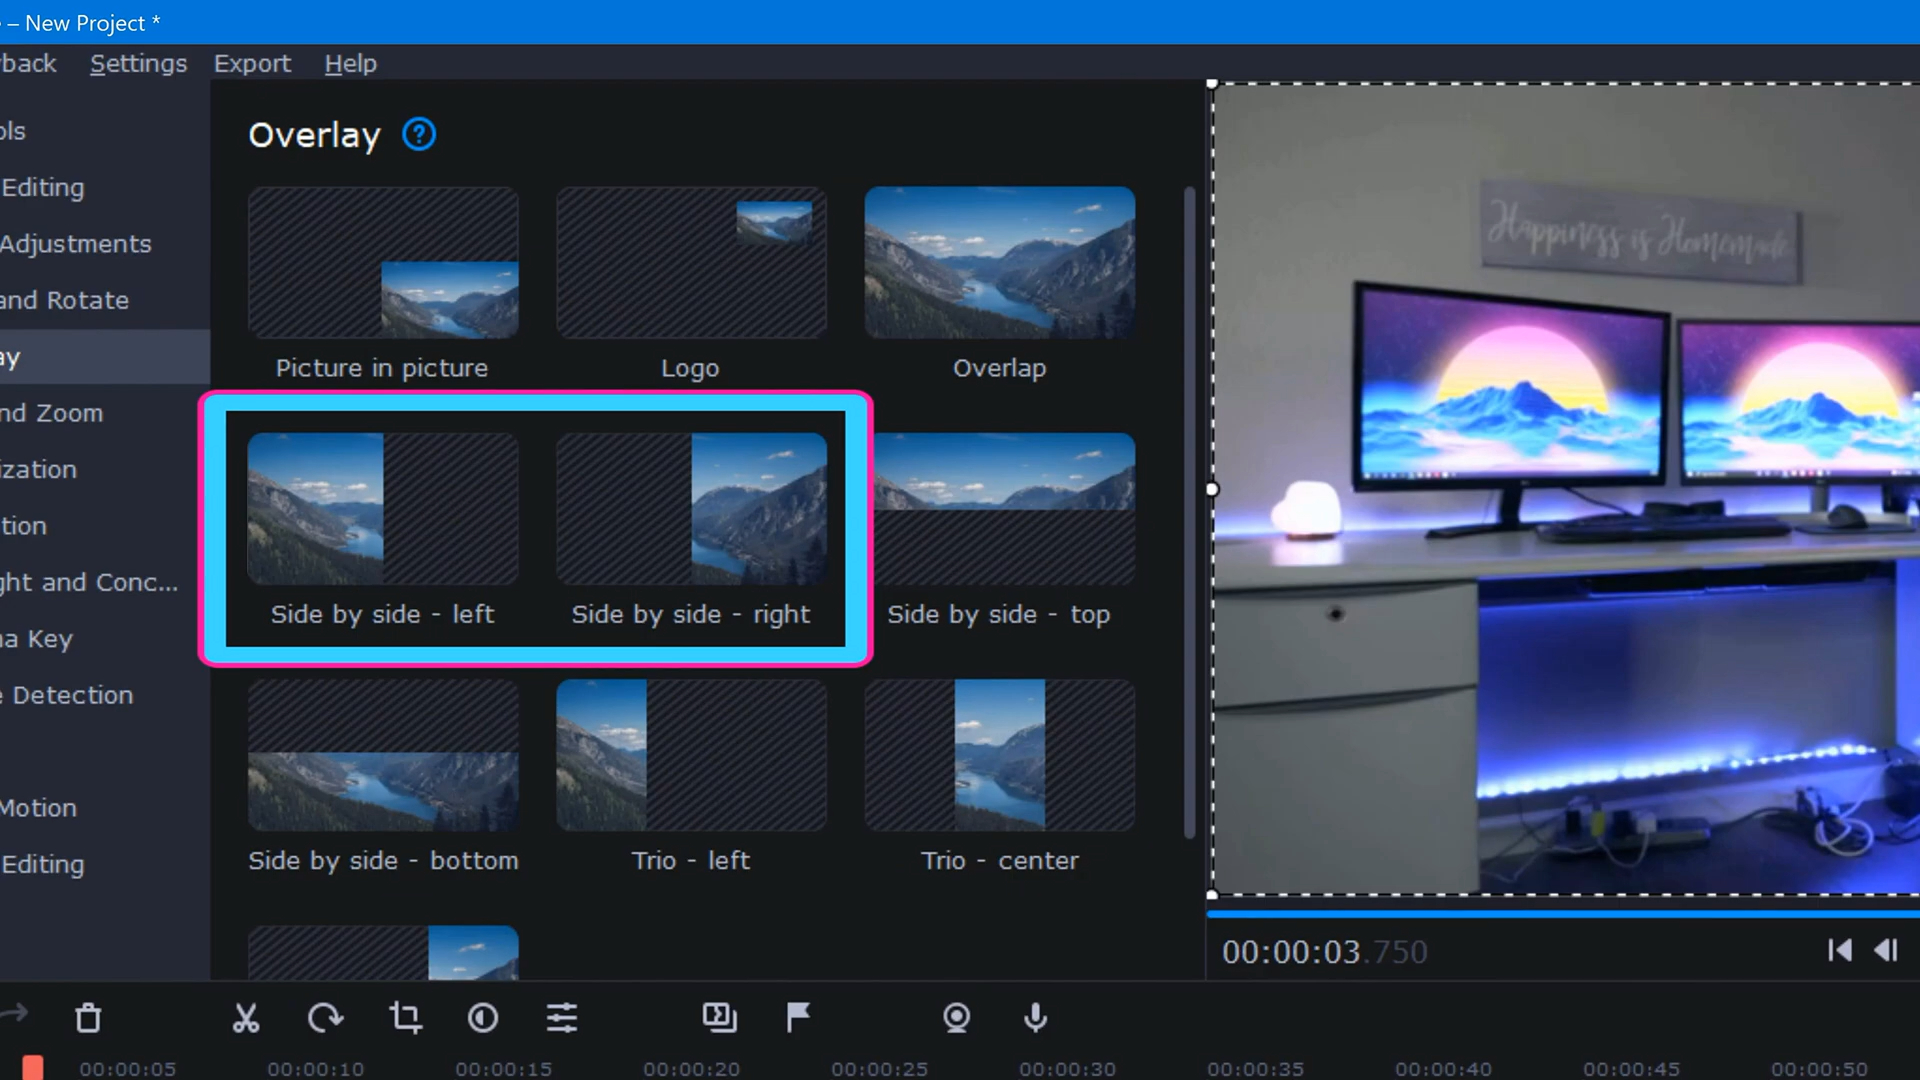 – New Project *
back Settings Export Help
ols
Editing
Adjustments
and Rotate
ay
nd Zoom
ization
tion
ght and Conc...
a Key
Detection
Motion
Editing
Overlay ?
Picture in picture
Logo
Overlap
Side by side - left
Side by side - right
Side by side - top
Side by side - bottom
Trio - left
Trio - center
Happiness is Homemade
00:00:03.750
00:00:05 00:00:10 00:00:15 00:00:20 00:00:25 00:00:30 00:00:35 00:00:40 00:00:45 00:00:50